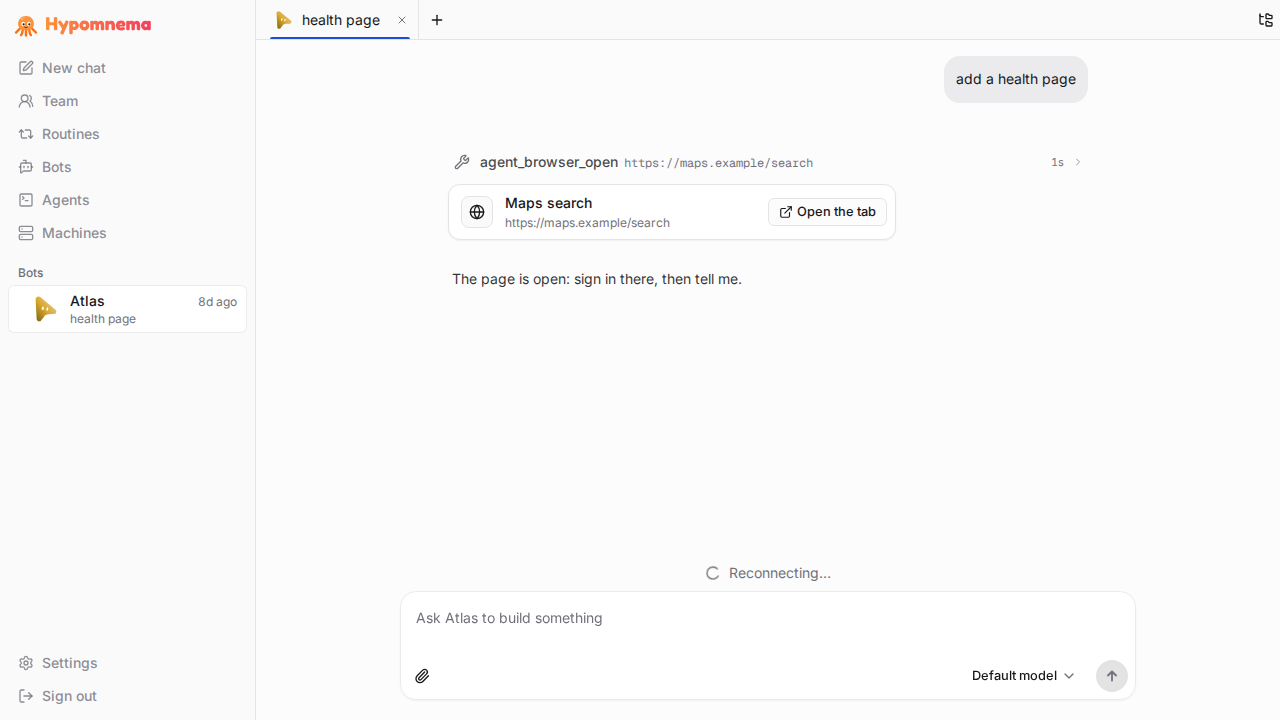 Hypomnema
New chat
Team
Routines
Bots
Agents
Machines
Bots
Atlas
8d ago
health page
Settings
Sign out
health page
add a health page
agent_browser_open https://maps.example/search
1s
Maps search
https://maps.example/search
Open the tab
The page is open: sign in there, then tell me.
Reconnecting...
Ask Atlas to build something
Default model